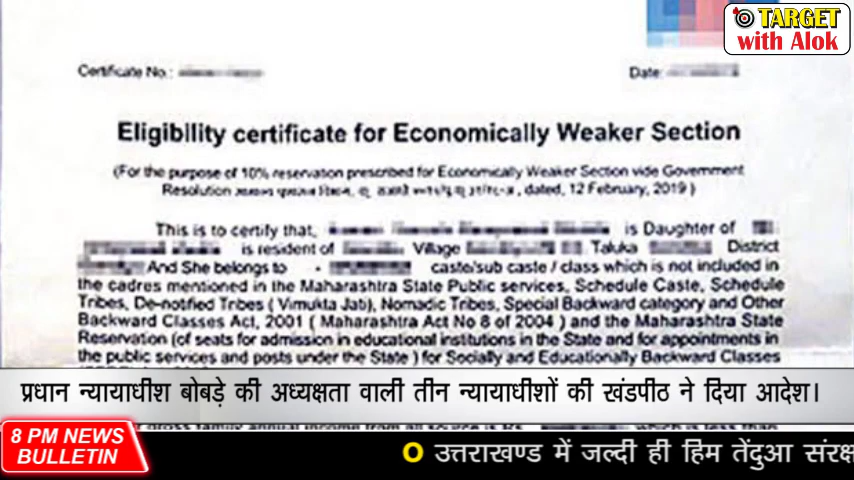 TARGET
with Alok
Certificate No.:
Date:
Eligibility certificate for Economically Weaker Section
(For the purpose of 10% reservation prescribed for Economically Weaker Section vide Government
Resolution , dated, 12 February, 2019 )
This is to certify that, is Daughter of
is resident of Village Taluka District
And She belongs to - caste/sub caste / class which is not included in
the cadres mentioned in the Maharashtra State Public services, Schedule Caste, Schedule
Tribes, De-notified Tribes ( Vimukta Jati), Nomadic Tribes, Special Backward category and Other
Backward Classes Act, 2001 ( Maharashtra Act No 8 of 2004 ) and the Maharashtra State
Reservation (of seats for admission in educational institutions in the State and for appointments in
the public services and posts under the State ) for Socially and Educationally Backward Classes
प्रधान न्यायाधीश बोबड़े की अध्यक्षता वाली तीन न्यायाधीशों की खंडपीठ ने दिया आदेश।
8 PM NEWS
BULLETIN
उत्तराखण्ड में जल्दी ही हिम तेंदुआ संरक्ष